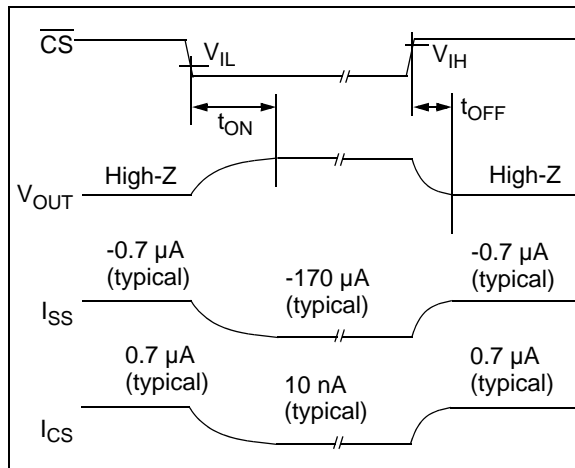 CS
V_IL
V_IH
t_ON
t_OFF
High-Z
High-Z
V_OUT
-0.7 µA
(typical)
-170 µA
(typical)
-0.7 µA
(typical)
I_SS
0.7 µA
(typical)
10 nA
(typical)
0.7 µA
(typical)
I_CS